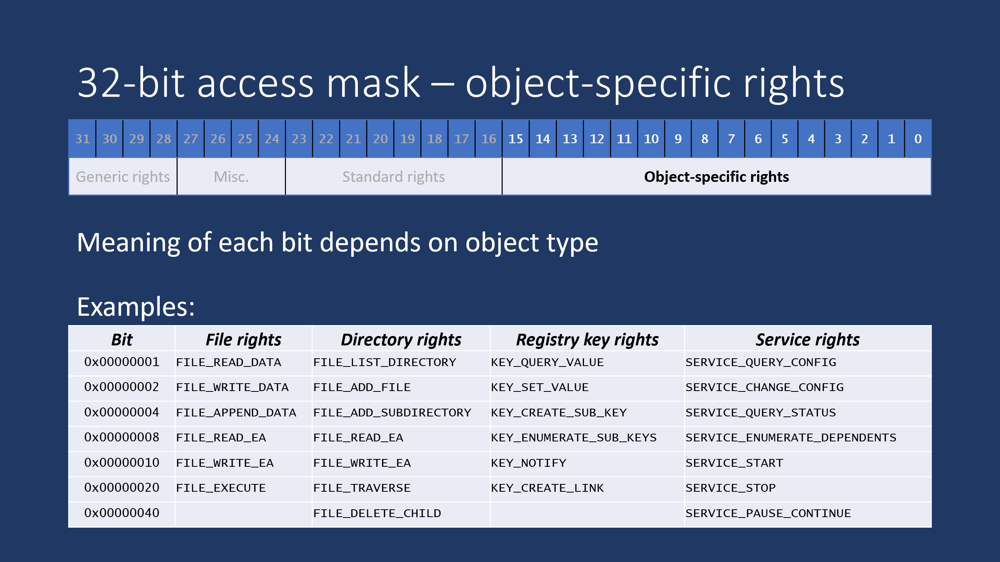 32-bit access mask – object-specific rights
31 30 29 28 27 26 25 24 23 22 21 20 19 18 17 16 15 14 13 12 11 10 9 8 7 6 5 4 3 2 1 0
Generic rights Misc. Standard rights Object-specific rights
Meaning of each bit depends on object type
Examples:
Bit File rights Directory rights Registry key rights Service rights
0x00000001 FILE_READ_DATA FILE_LIST_DIRECTORY KEY_QUERY_VALUE SERVICE_QUERY_CONFIG
0x00000002 FILE_WRITE_DATA FILE_ADD_FILE KEY_SET_VALUE SERVICE_CHANGE_CONFIG
0x00000004 FILE_APPEND_DATA FILE_ADD_SUBDIRECTORY KEY_CREATE_SUB_KEY SERVICE_QUERY_STATUS
0x00000008 FILE_READ_EA FILE_READ_EA KEY_ENUMERATE_SUB_KEYS SERVICE_ENUMERATE_DEPENDENTS
0x00000010 FILE_WRITE_EA FILE_WRITE_EA KEY_NOTIFY SERVICE_START
0x00000020 FILE_EXECUTE FILE_TRAVERSE KEY_CREATE_LINK SERVICE_STOP
0x00000040 FILE_DELETE_CHILD SERVICE_PAUSE_CONTINUE